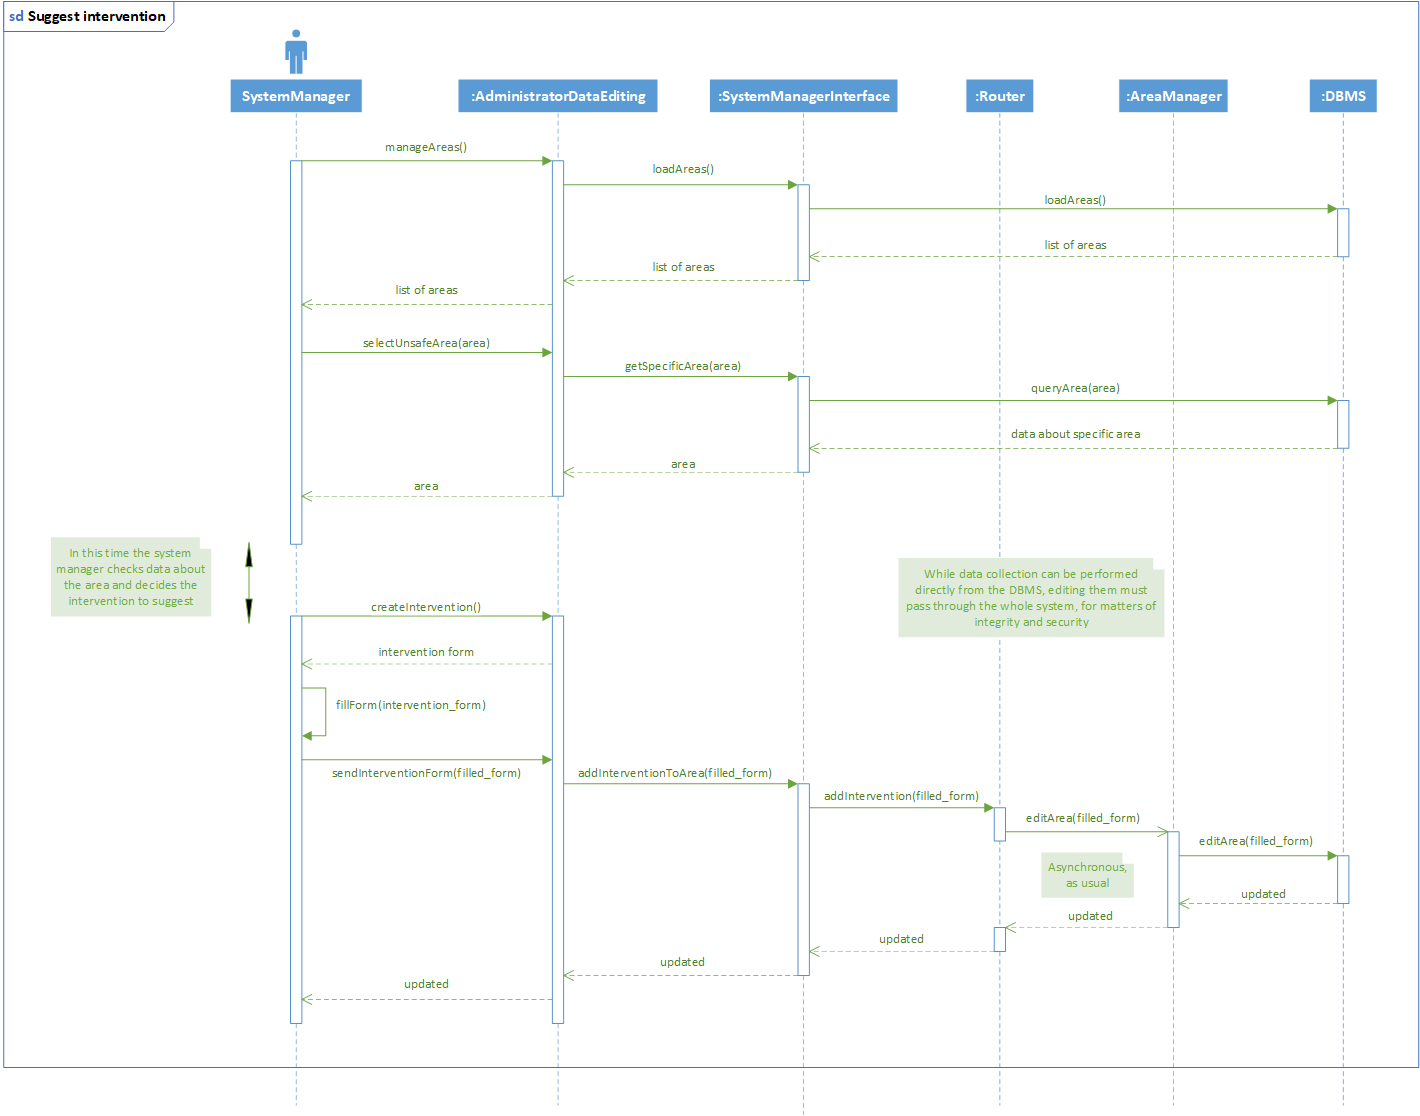 sd Suggest intervention
SystemManager
:AdministratorDataEditing
:SystemManagerInterface
:Router
:AreaManager
:DBMS
manageAreas()
loadAreas()
loadAreas()
list of areas
list of areas
list of areas
selectUnsafeArea(area)
getSpecificArea(area)
queryArea(area)
data about specific area
area
area
In this time the system
manager checks data about
the area and decides the
intervention to suggest
While data collection can be performed
directly from the DBMS, editing them must
pass through the whole system, for matters of
integrity and security
createIntervention()
intervention form
fillForm(intervention_form)
sendInterventionForm(filled_form)
addInterventionToArea(filled_form)
addIntervention(filled_form)
editArea(filled_form)
editArea(filled_form)
Asynchronous,
as usual
updated
updated
updated
updated
updated